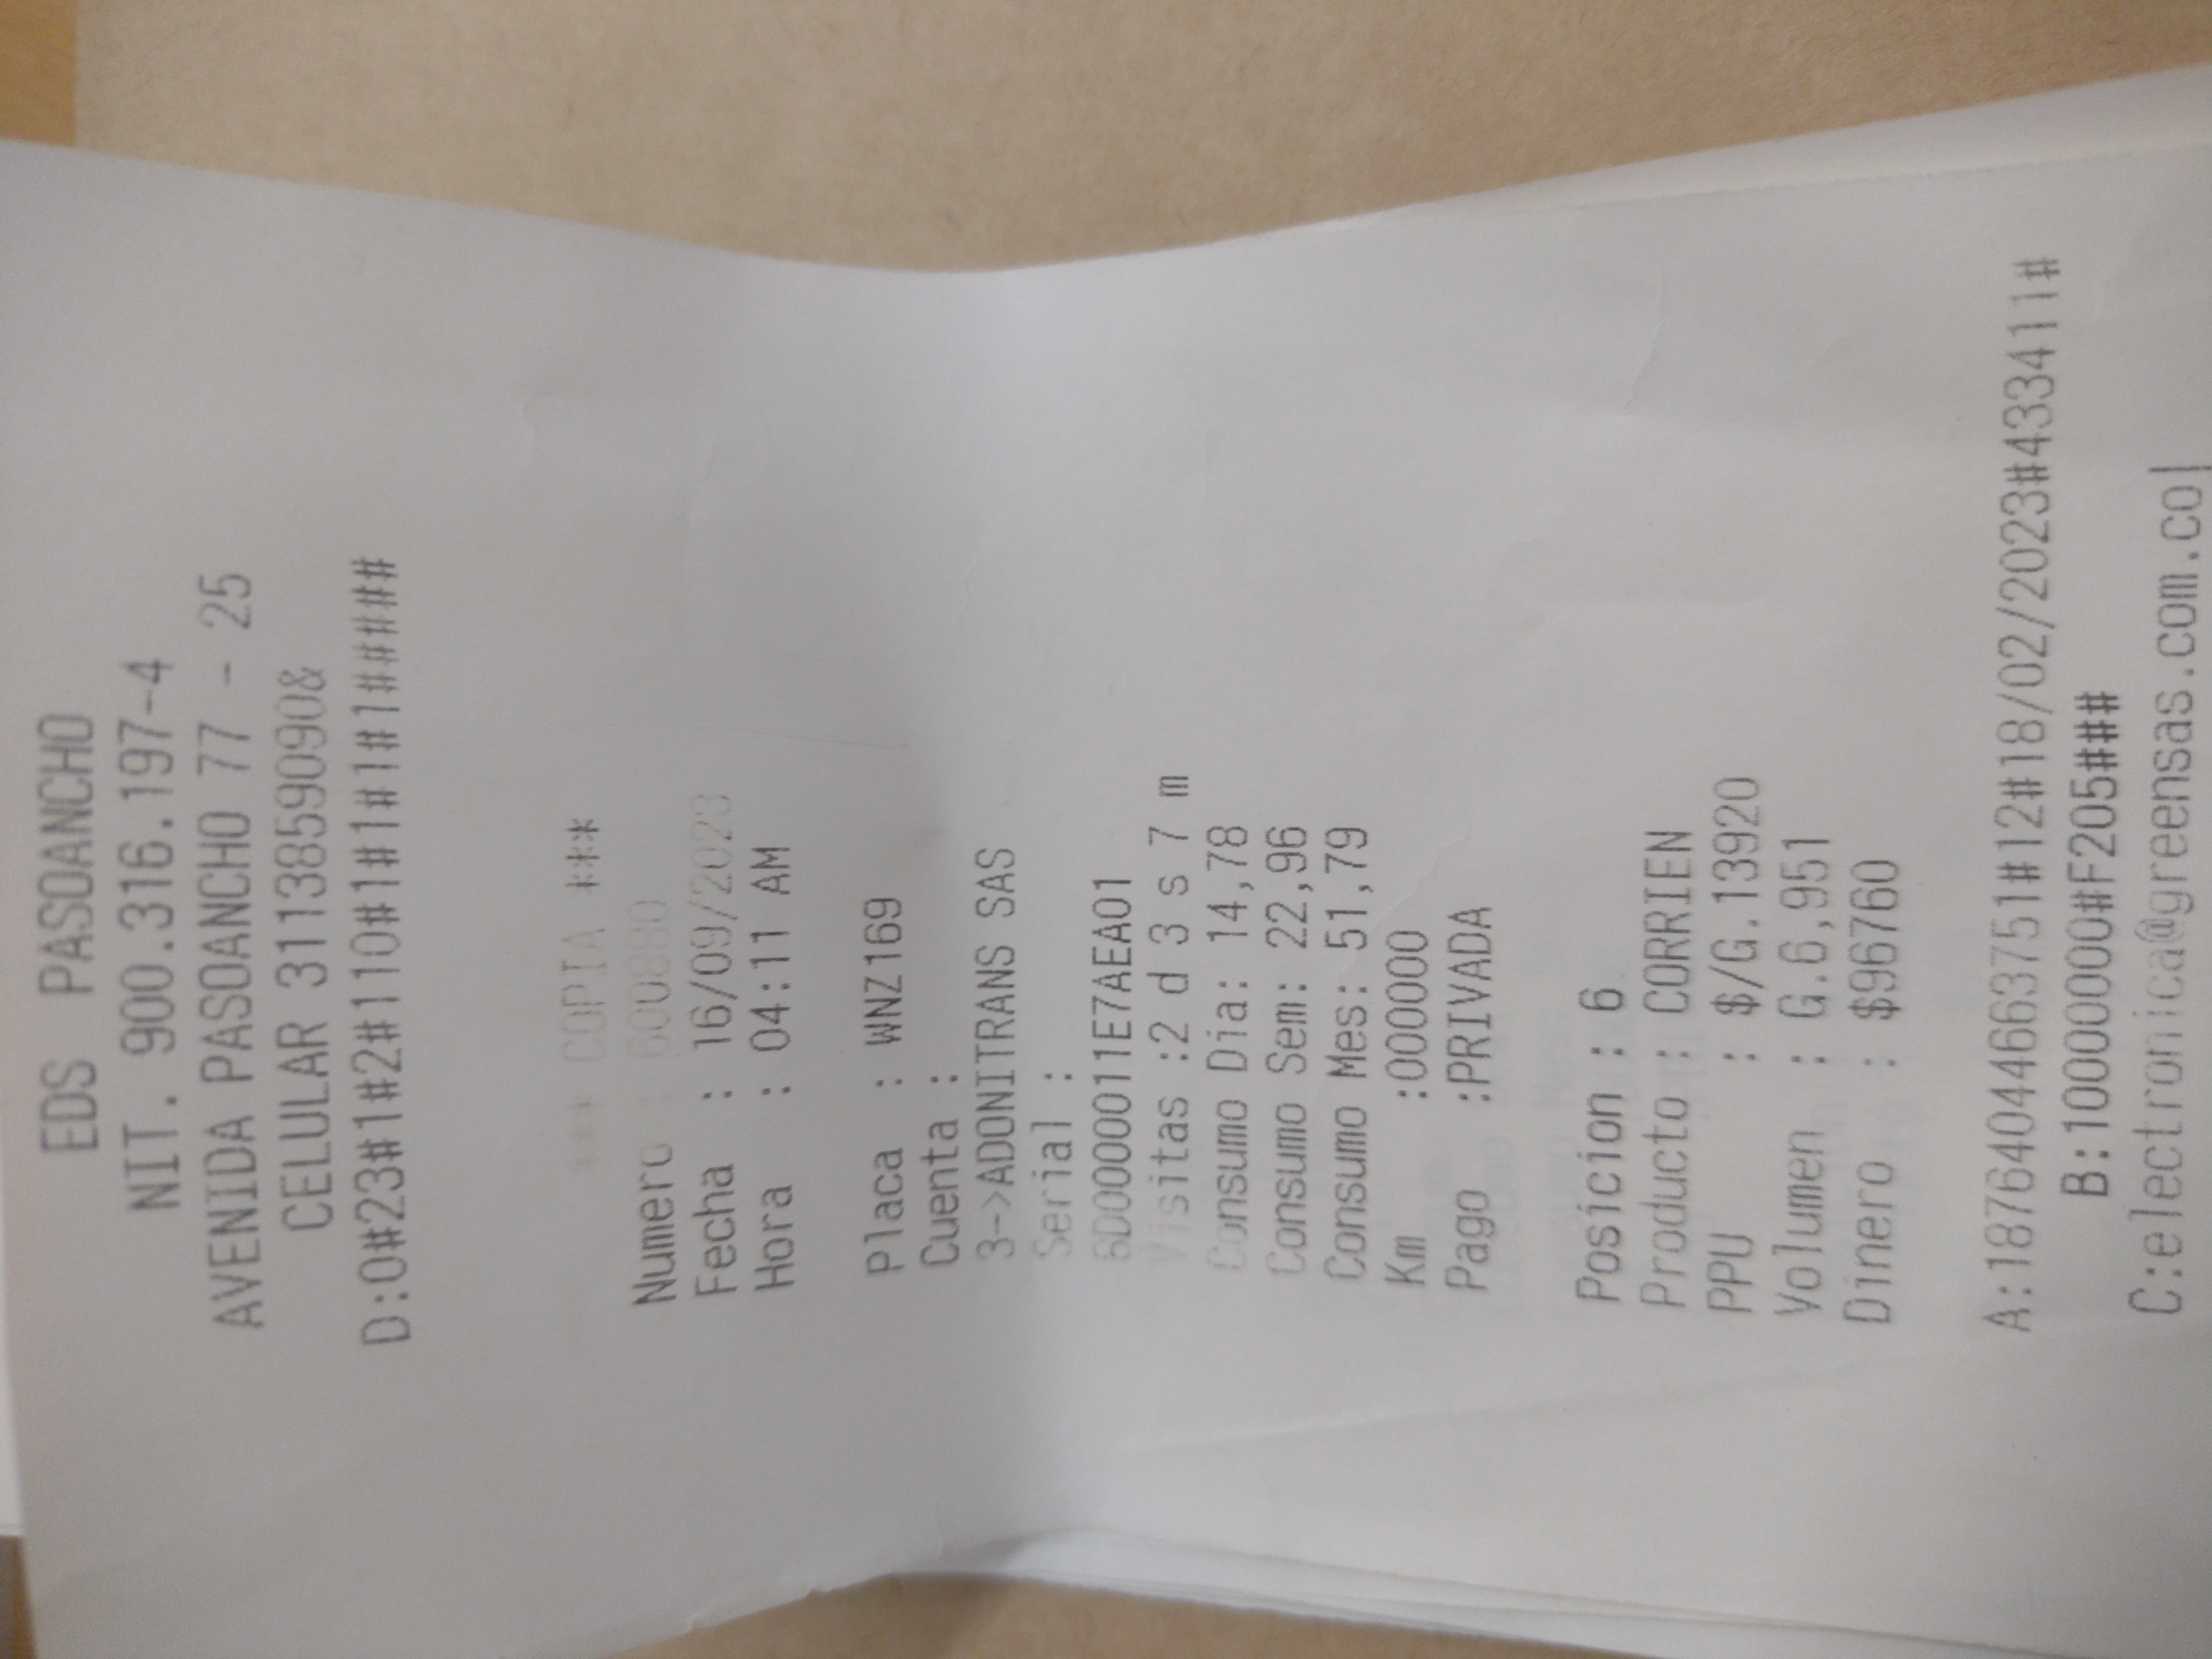 EDS PASOANCHO
NIT. 900.316.197-4
AVENIDA PASOANCHO 77 - 25
CELULAR 3113859090&
D:0#23#1#2#110#1#1#1#1#1####
*** COPIA ***
Numero : 600880
Fecha : 16/09/2023
Hora : 04:11 AM
Placa : WNZ169
Cuenta :
3->ADONITRANS SAS
Serial :
6D000011E7AEA01
Visitas :2 d 3 s 7 m
Consumo Dia: 14,78
Consumo Sem: 22,96
Consumo Mes: 51,79
Km :000000
Pago :PRIVADA
Posicion : 6
Producto : CORRIEN
PPU : $/G.13920
Volumen : G.6,951
Dinero : $96760
A:18764044663751#12#18/02/2023#433411#
B:1000000#F205###
C:electronica@greensas.com.co|